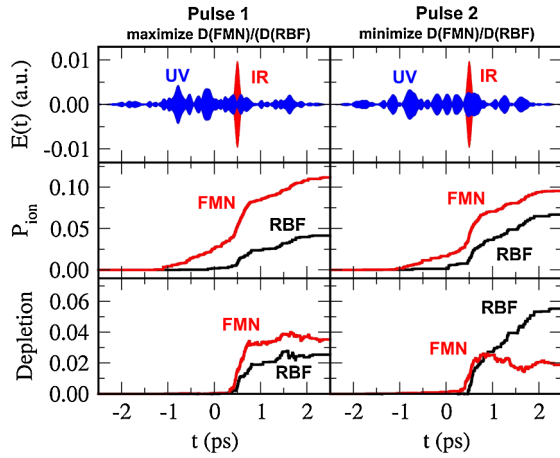 Pulse 1
maximize D(FMN)/(D(RBF)
Pulse 2
minimize D(FMN)/D(RBF)
E(t) (a.u.)
0.01
0.00
-0.01
UV
IR
UV
IR
P_ion
0.10
0.05
0.00
FMN
RBF
FMN
RBF
Depletion
0.06
0.04
0.02
0.00
FMN
RBF
RBF
FMN
-2 -1 0 1 2
-2 -1 0 1 2
t (ps)
t (ps)